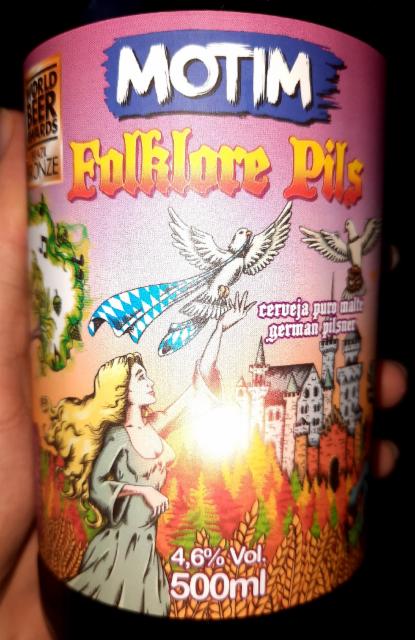 MOTIM
WORLD
BEER
AWARDS
BRONZE
Folklore Pils
cerveja puro malte
german pilsner
4,6% Vol.
500ml